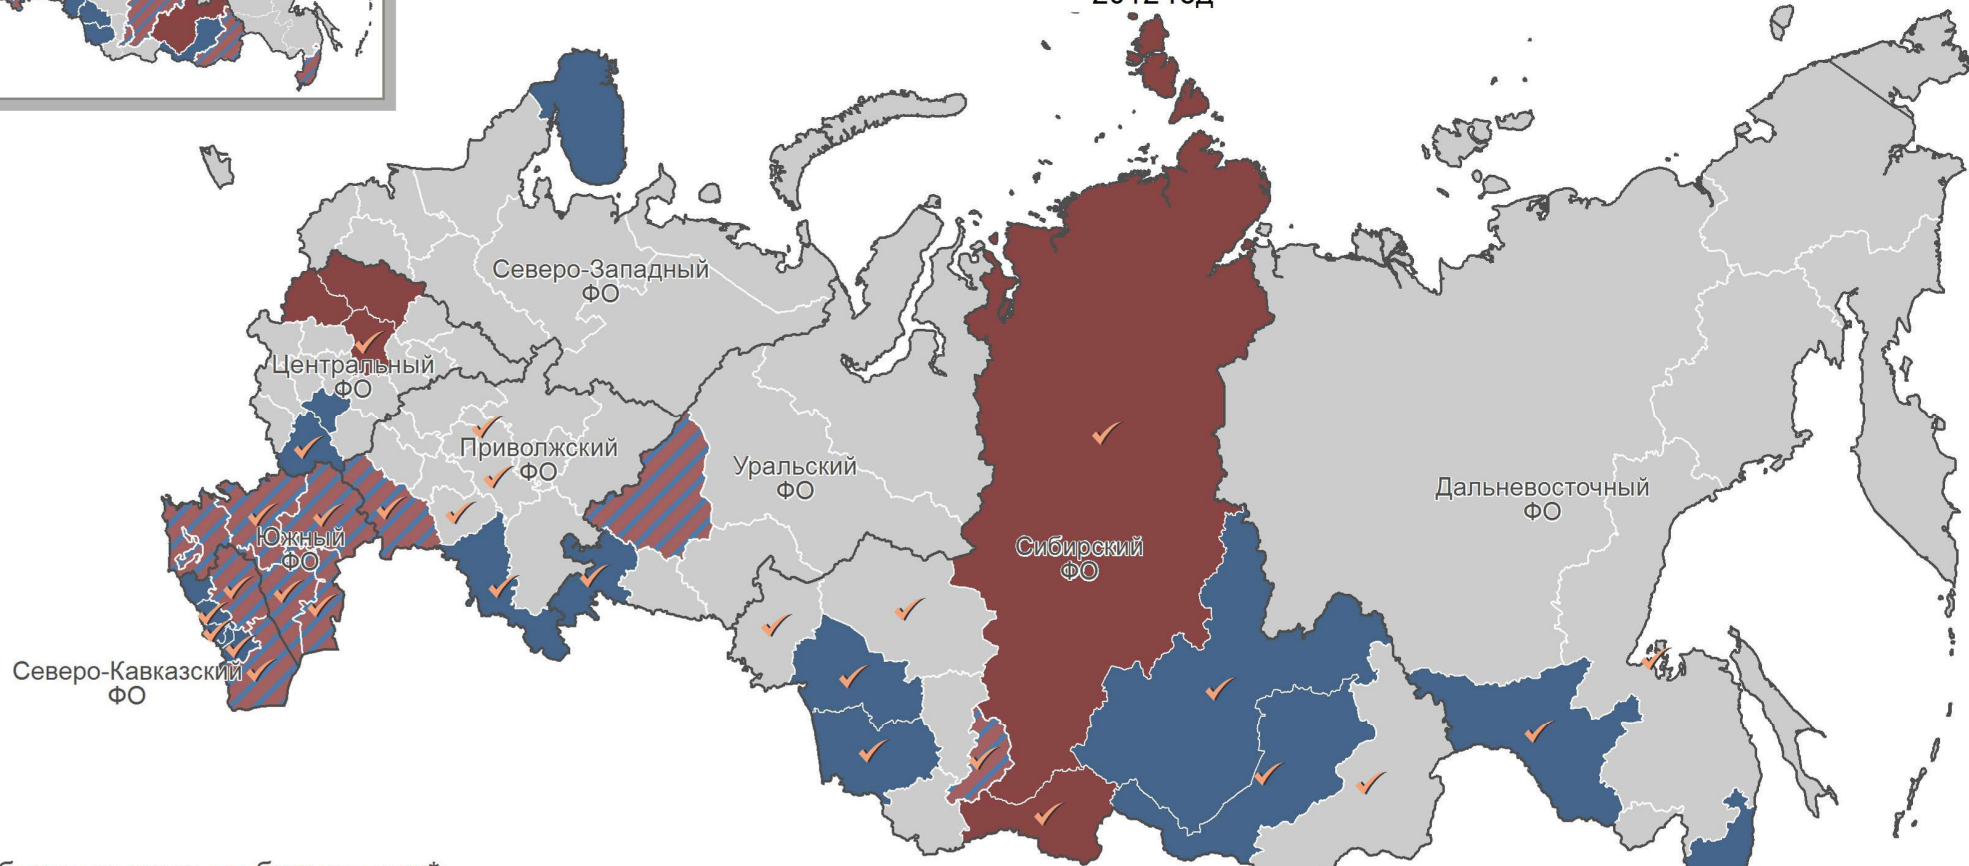 Северо-Западный
ФО
Центральный
ФО
Приволжский
ФО
Уральский
ФО
Дальневосточный
ФО
Южный
ФО
Сибирский
ФО
Северо-Кавказский
ФО